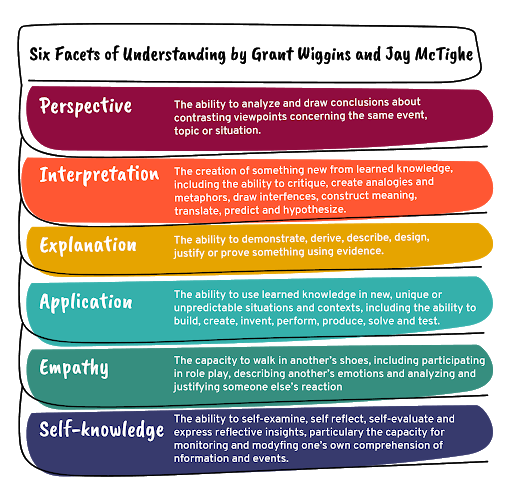 Six Facets of Understanding by Grant Wiggins and Jay McTighe
Perspective
The ability to analyze and draw conclusions about
contrasting viewpoints concerning the same event,
topic or situation.
Interpretation
The creation of something new from learned knowledge,
including the ability to critique, create analogies and
metaphors, draw interfences, construct meaning,
translate, predict and hypothesize.
Explanation
The ability to demonstrate, derive, describe, design,
justify or prove something using evidence.
Application
The ability to use learned knowledge in new, unique or
unpredictable situations and contexts, including the ability to
build, create, invent, perform, produce, solve and test.
Empathy
The capacity to walk in another's shoes, including participating
in role play, describing another's emotions and analyzing and
justifying someone else's reaction
Self-knowledge
The ability to self-examine, self reflect, self-evaluate and
express reflective insights, particulary the capacity for
monitoring and modyfing one's own comprehension of
nformation and events.